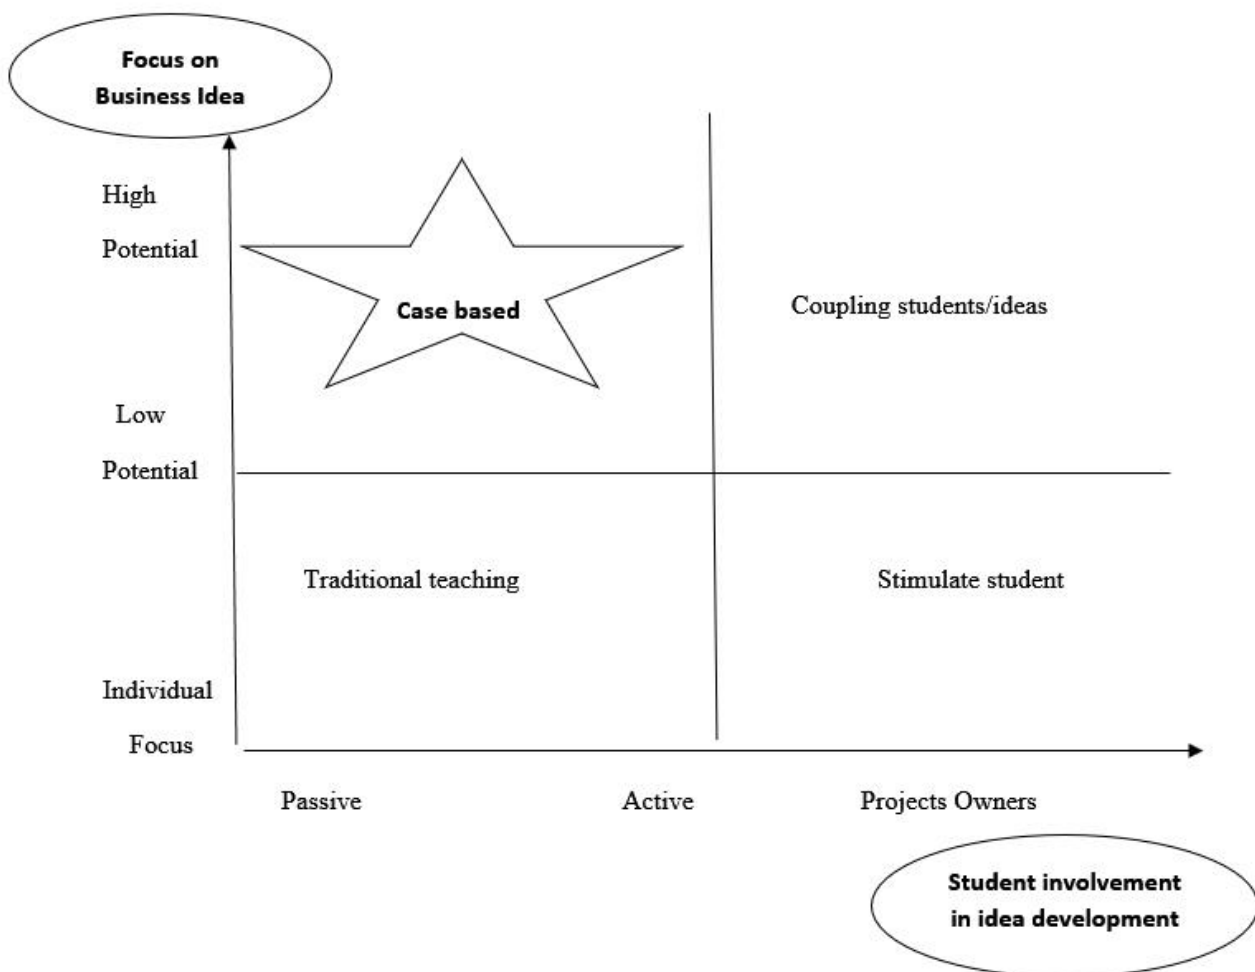 Focus on
Business Idea
High
Potential
Case based
Coupling students/ideas
Low
Potential
Traditional teaching
Stimulate student
Individual
Focus
Passive
Active
Projects Owners
Student involvement
in idea development